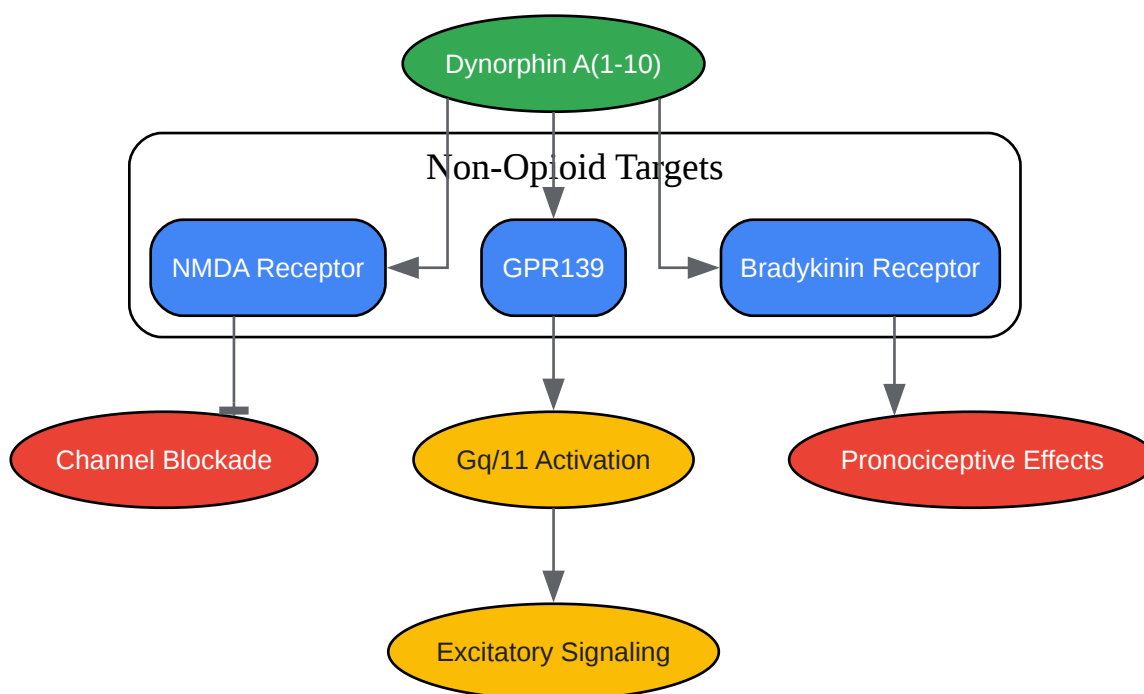 Dynorphin A(1-10)
Non-Opioid Targets
NMDA Receptor
GPR139
Bradykinin Receptor
Channel Blockade
Gq/11 Activation
Pronociceptive Effects
Excitatory Signaling